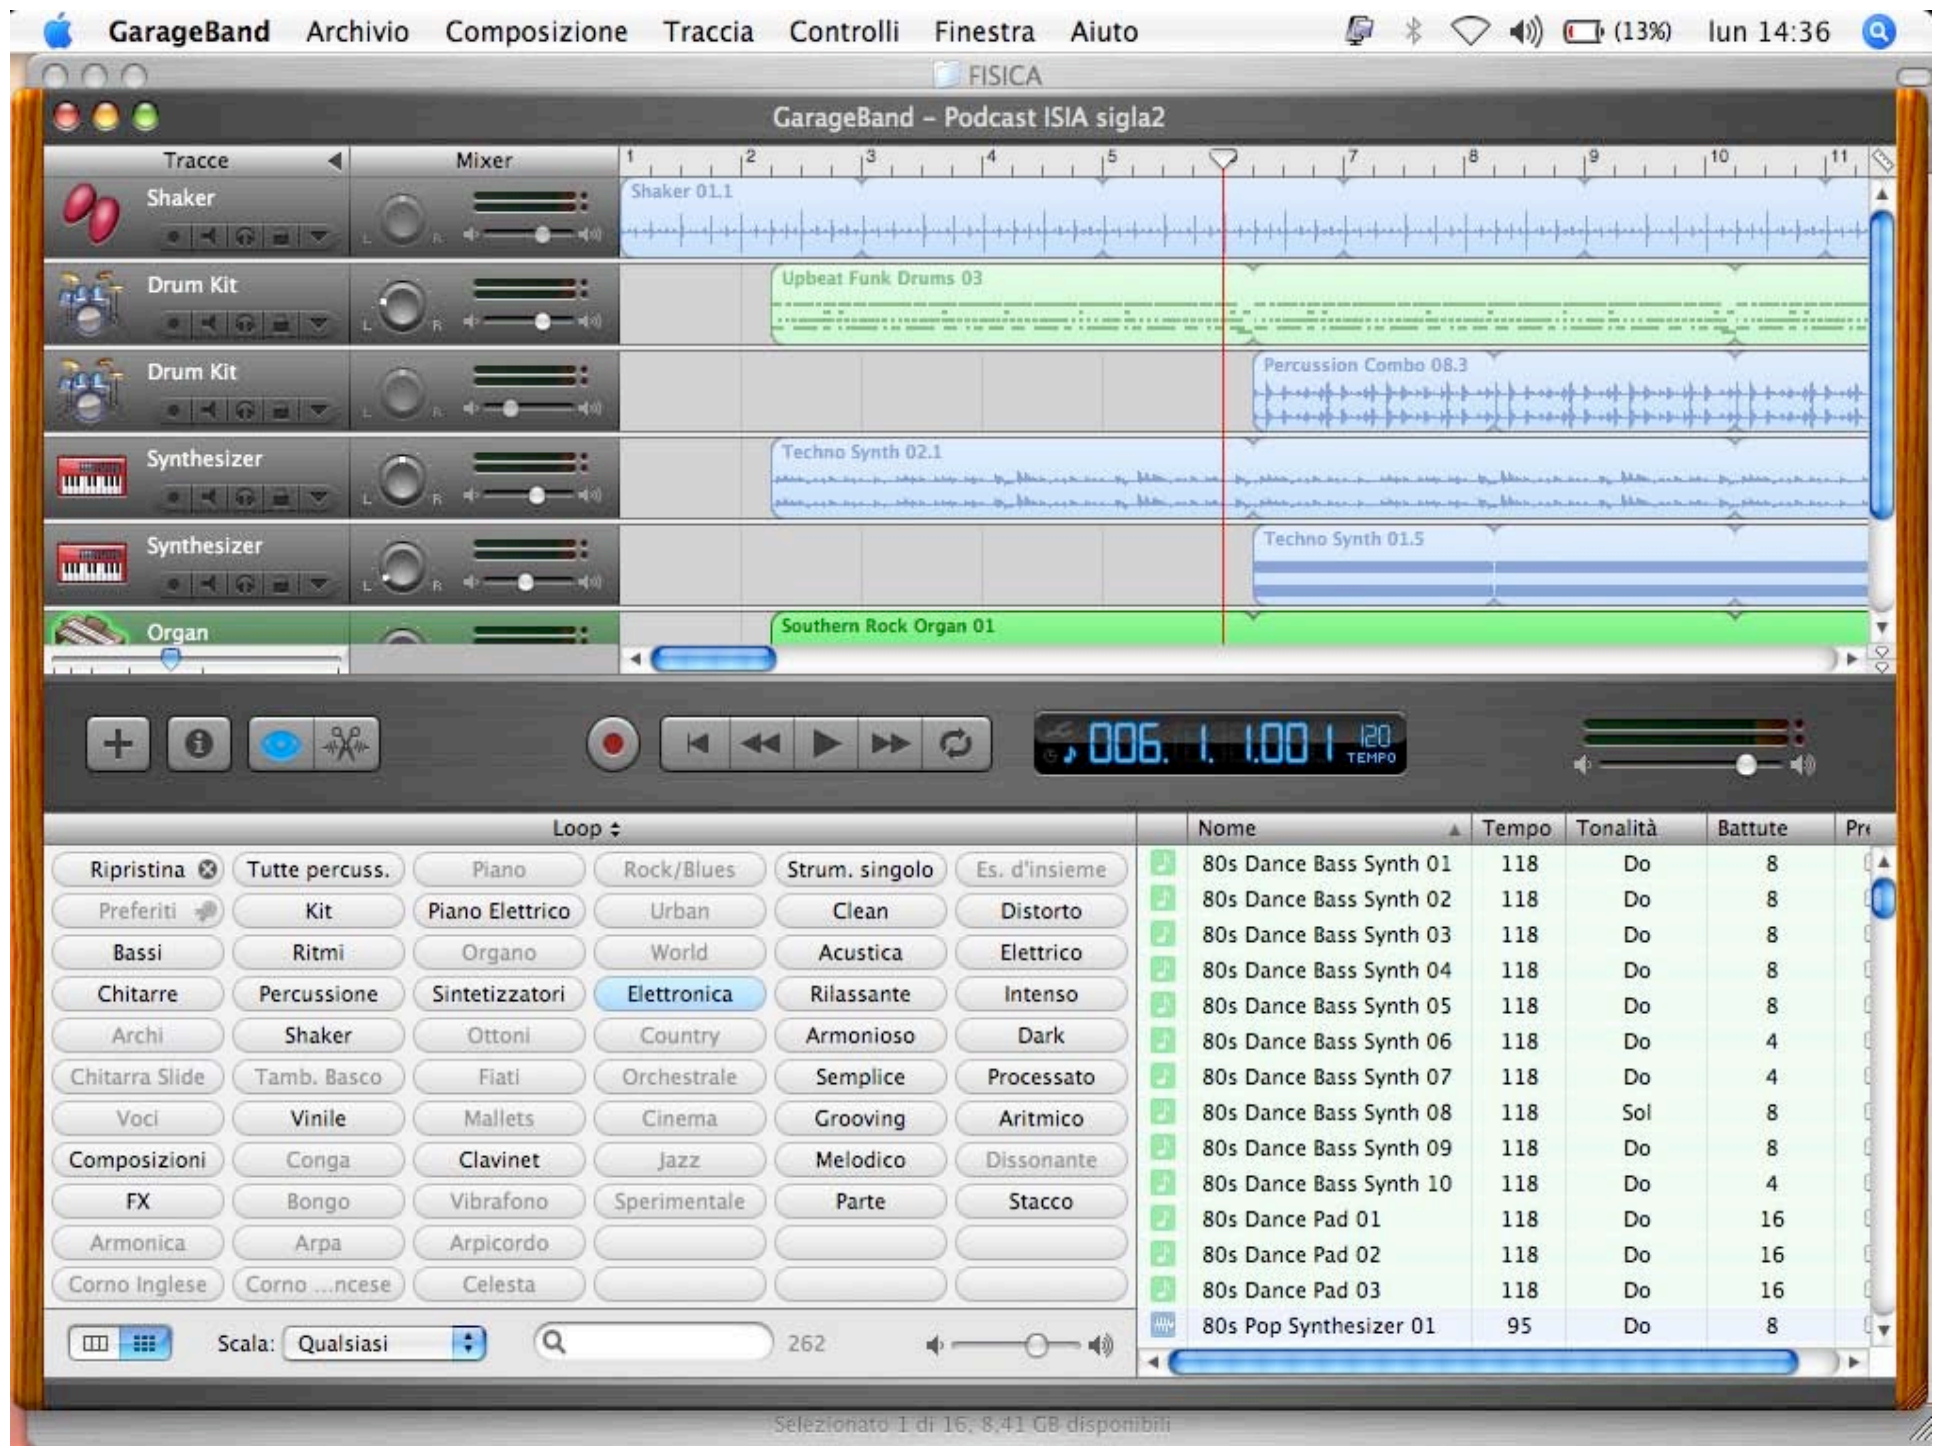 GarageBand Archivio Composizione Traccia Controlli Finestra Aiuto (13%) lun 14:36
FISICA
GarageBand – Podcast ISIA sigla2
Tracce Mixer 1 2 3 4 5 7 8 9 10 11
Shaker
L R
Shaker 01.1
Drum Kit
L R
Upbeat Funk Drums 03
Drum Kit
L R
Percussion Combo 08.3
Synthesizer
L R
Techno Synth 02.1
Synthesizer
L R
Techno Synth 01.5
Organ
Southern Rock Organ 01
006. 1. 1.001 120
TEMPO
Loop
Ripristina Tutte percuss. Piano Rock/Blues Strum. singolo Es. d'insieme
Preferiti Kit Piano Elettrico Urban Clean Distorto
Bassi Ritmi Organo World Acustica Elettrico
Chitarre Percussione Sintetizzatori Elettronica Rilassante Intenso
Archi Shaker Ottoni Country Armonioso Dark
Chitarra Slide Tamb. Basco Fiati Orchestrale Semplice Processato
Voci Vinile Mallets Cinema Grooving Aritmico
Composizioni Conga Clavinet Jazz Melodico Dissonante
FX Bongo Vibrafono Sperimentale Parte Stacco
Armonica Arpa Arpicordo
Corno Inglese Corno ...ncese Celesta
Scala: Qualsiasi 262
Nome Tempo Tonalità Battute
80s Dance Bass Synth 01 118 Do 8
80s Dance Bass Synth 02 118 Do 8
80s Dance Bass Synth 03 118 Do 8
80s Dance Bass Synth 04 118 Do 8
80s Dance Bass Synth 05 118 Do 8
80s Dance Bass Synth 06 118 Do 4
80s Dance Bass Synth 07 118 Do 4
80s Dance Bass Synth 08 118 Sol 8
80s Dance Bass Synth 09 118 Do 8
80s Dance Bass Synth 10 118 Do 4
80s Dance Pad 01 118 Do 16
80s Dance Pad 02 118 Do 16
80s Dance Pad 03 118 Do 16
80s Pop Synthesizer 01 95 Do 8
Selezionato 1 di 16, 8,41 GB disponibili